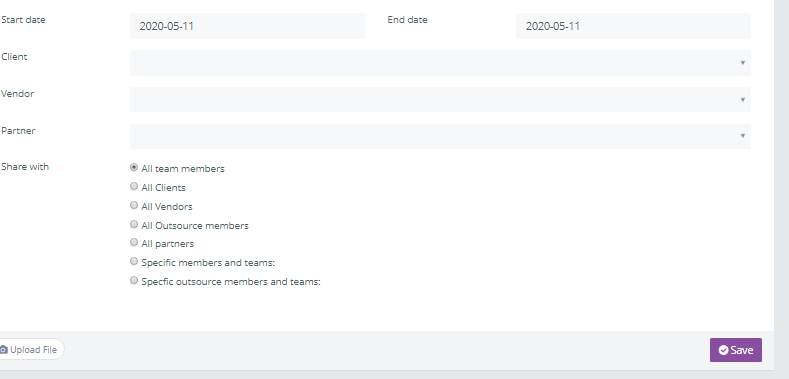 Start date 2020-05-11 End date 2020-05-11
Client
Vendor
Partner
Share with All team members
All Clients
All Vendors
All Outsource members
All partners
Specific members and teams:
Specfic outsource members and teams:
Upload File Save